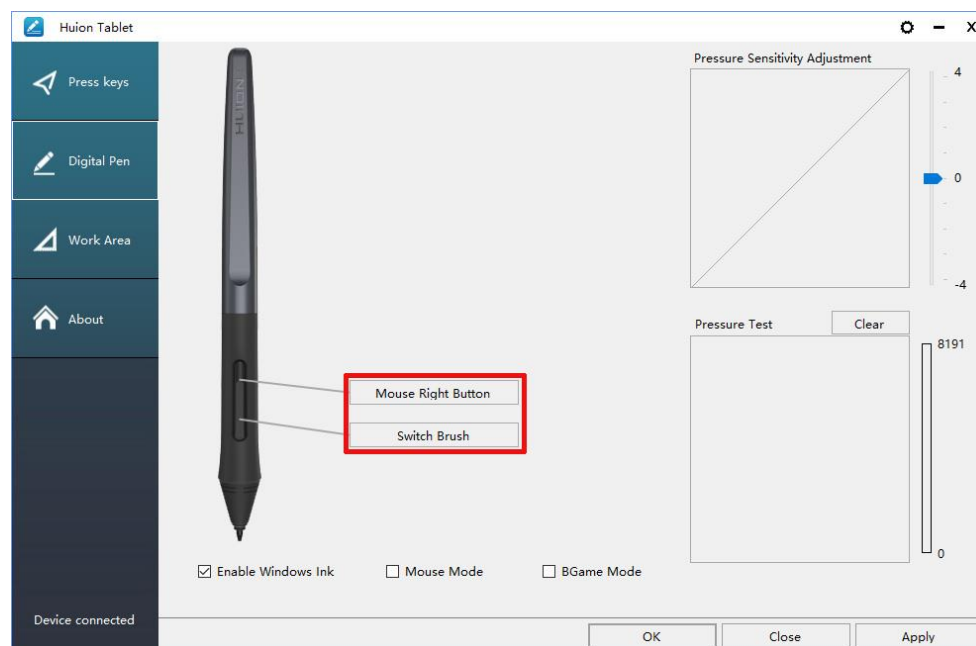 Huion Tablet
X
Press keys
Digital Pen
Work Area
About
Device connected
HUION
Mouse Right Button
Switch Brush
Enable Windows Ink
Mouse Mode
BGame Mode
Pressure Sensitivity Adjustment
4
0
-4
Pressure Test
Clear
8191
0
OK
Close
Apply